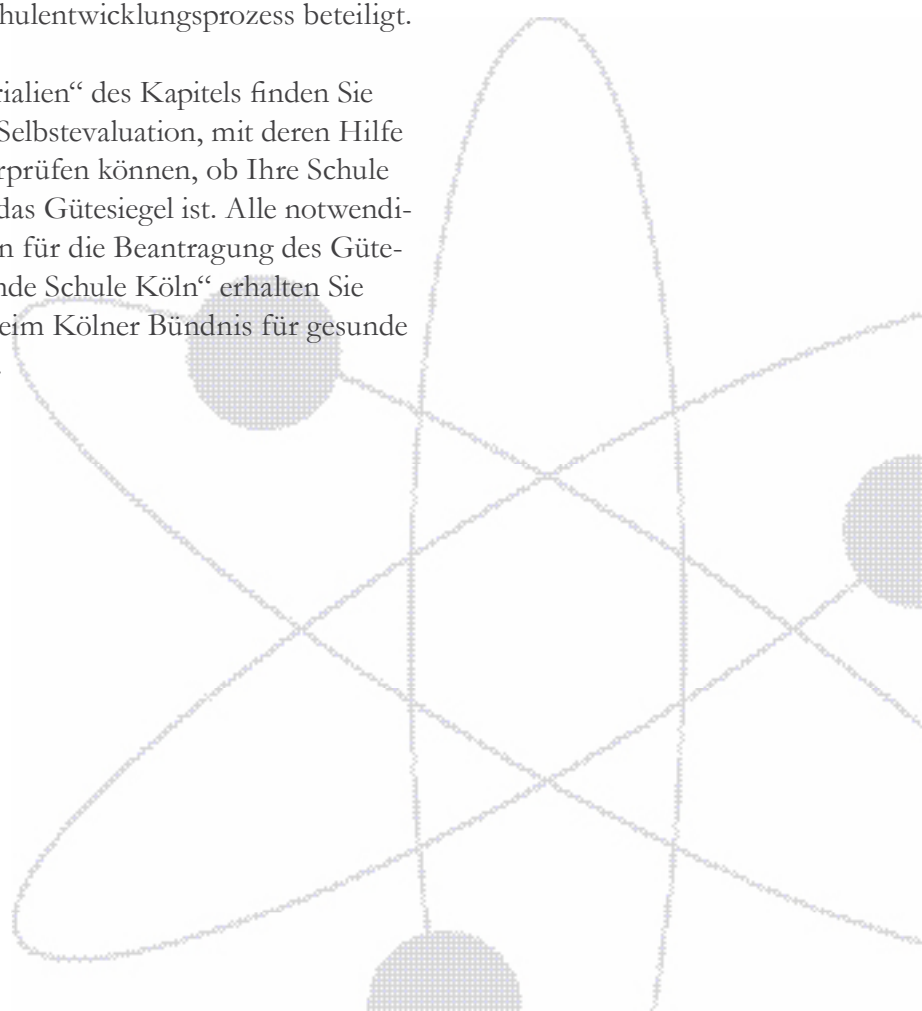 hulentwicklungsprozess beteiligt.
rialien“ des Kapitels finden Sie
Selbstevaluation, mit deren Hilfe
rprüfen können, ob Ihre Schule
das Gütesiegel ist. Alle notwendi-
n für die Beantragung des Güte-
nde Schule Köln“ erhalten Sie
eim Kölner Bündnis für gesunde